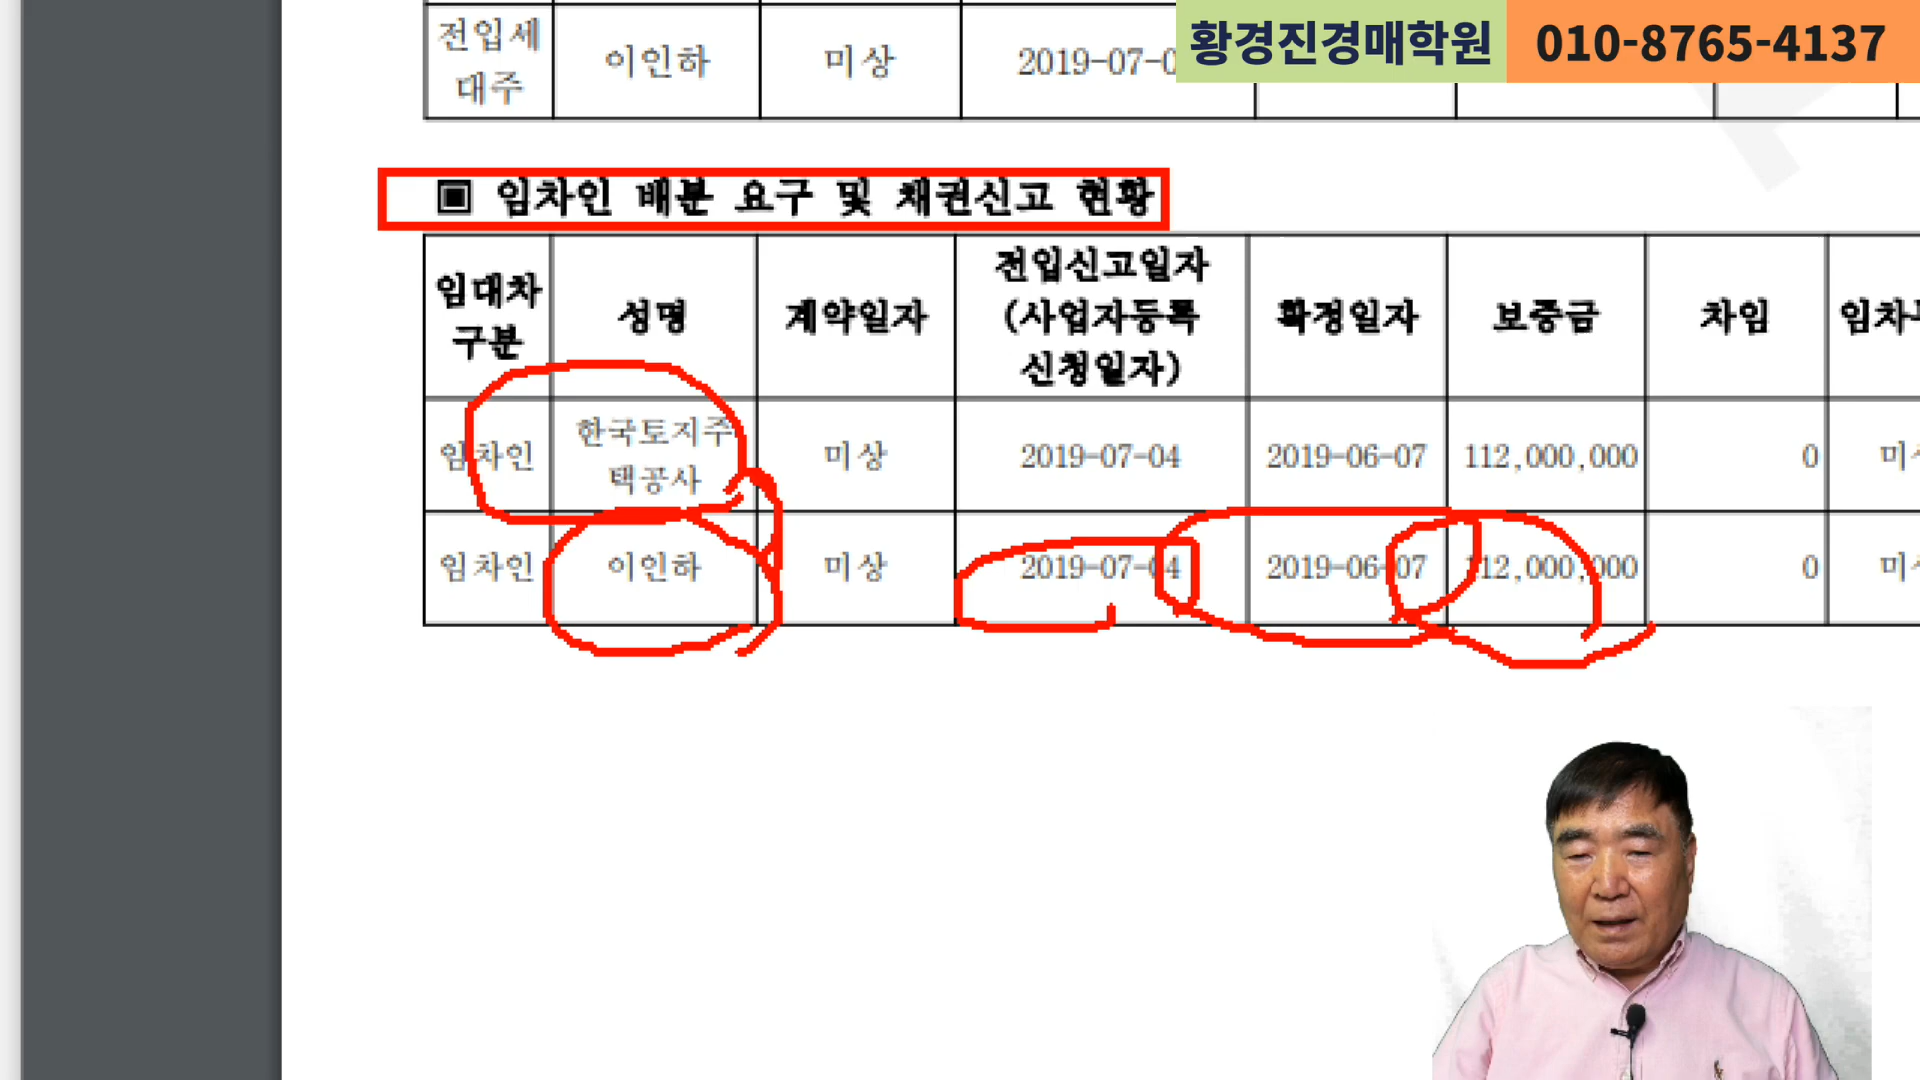 황경진경매학원 010-8765-4137
전입세
대주
이인하 미상
▣ 임차인 배분 요구 및 채권신고 현황
임대차
구분
성명
계약일자
전입신고일자
(사업자등록
신청일자)
확정일자
보증금
차임
임차인
한국토지주
택공사
미상 2019-07-04 2019-06-07 112,000,000 0
임차인 이인하 미상 2019-07-04 2019-06-07 112,000,000 0